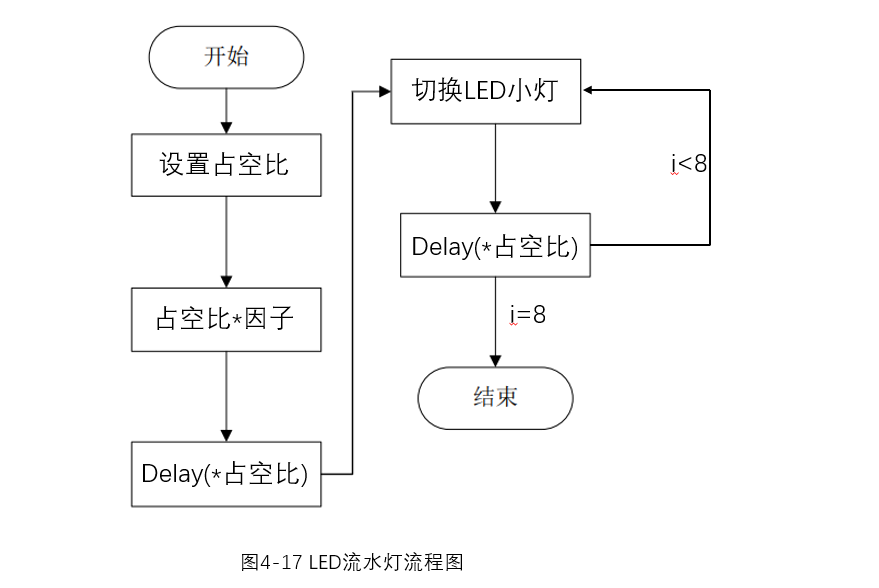 开始
设置占空比
占空比*因子
Delay(*占空比)
切换LED小灯
i<8
Delay(*占空比)
i=8
结束
图4-17 LED流水灯流程图